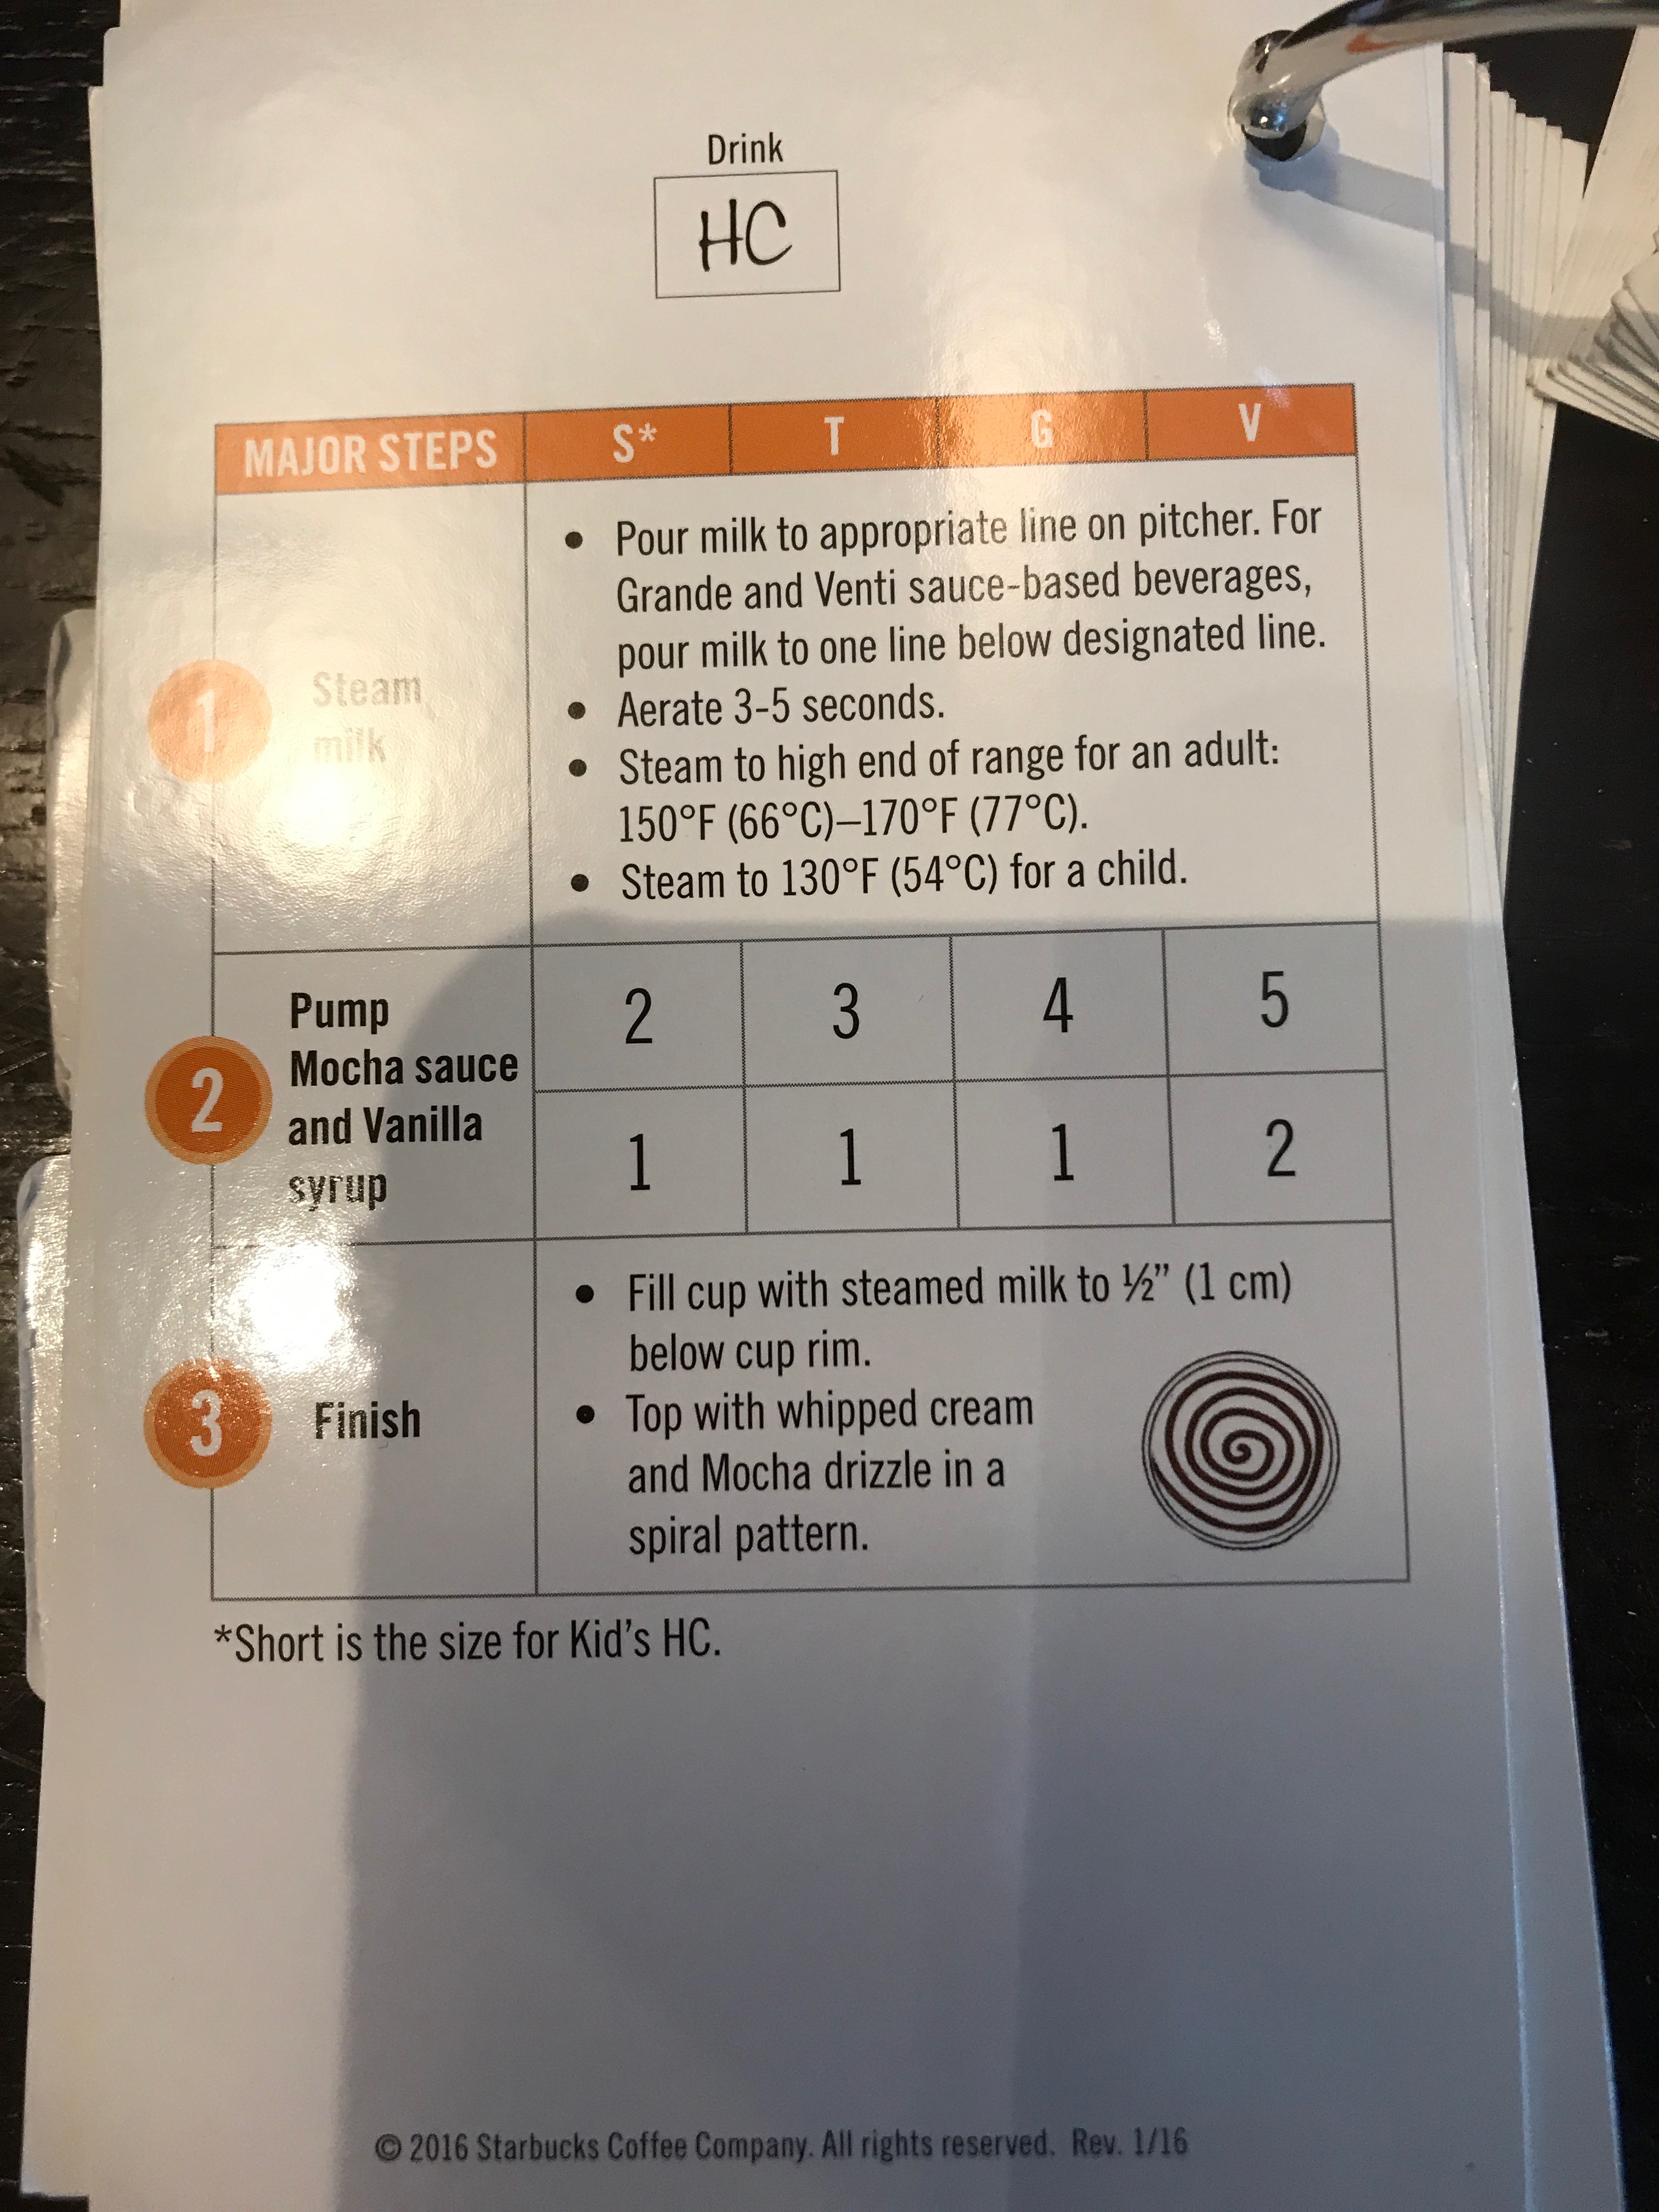 Drink
HC
MAJOR STEPS S* T G V
1 Steam
milk
• Pour milk to appropriate line on pitcher. For
Grande and Venti sauce-based beverages,
pour milk to one line below designated line.
• Aerate 3-5 seconds.
• Steam to high end of range for an adult:
150°F (66°C)–170°F (77°C).
• Steam to 130°F (54°C) for a child.
2 Pump
Mocha sauce
and Vanilla
syrup
2 3 4 5
1 1 1 2
3 Finish
• Fill cup with steamed milk to ½” (1 cm)
below cup rim.
• Top with whipped cream
and Mocha drizzle in a
spiral pattern.
*Short is the size for Kid’s HC.
© 2016 Starbucks Coffee Company. All rights reserved. Rev. 1/16